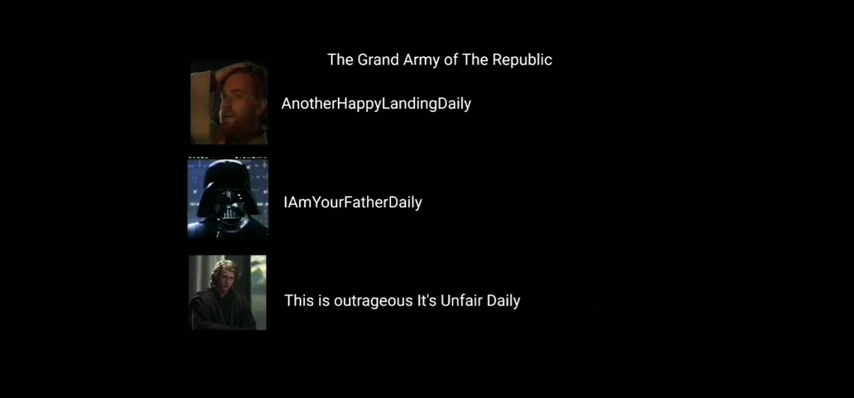 The Grand Army of The Republic
AnotherHappyLandingDaily
IAmYourFatherDaily
This is outrageous It's Unfair Daily